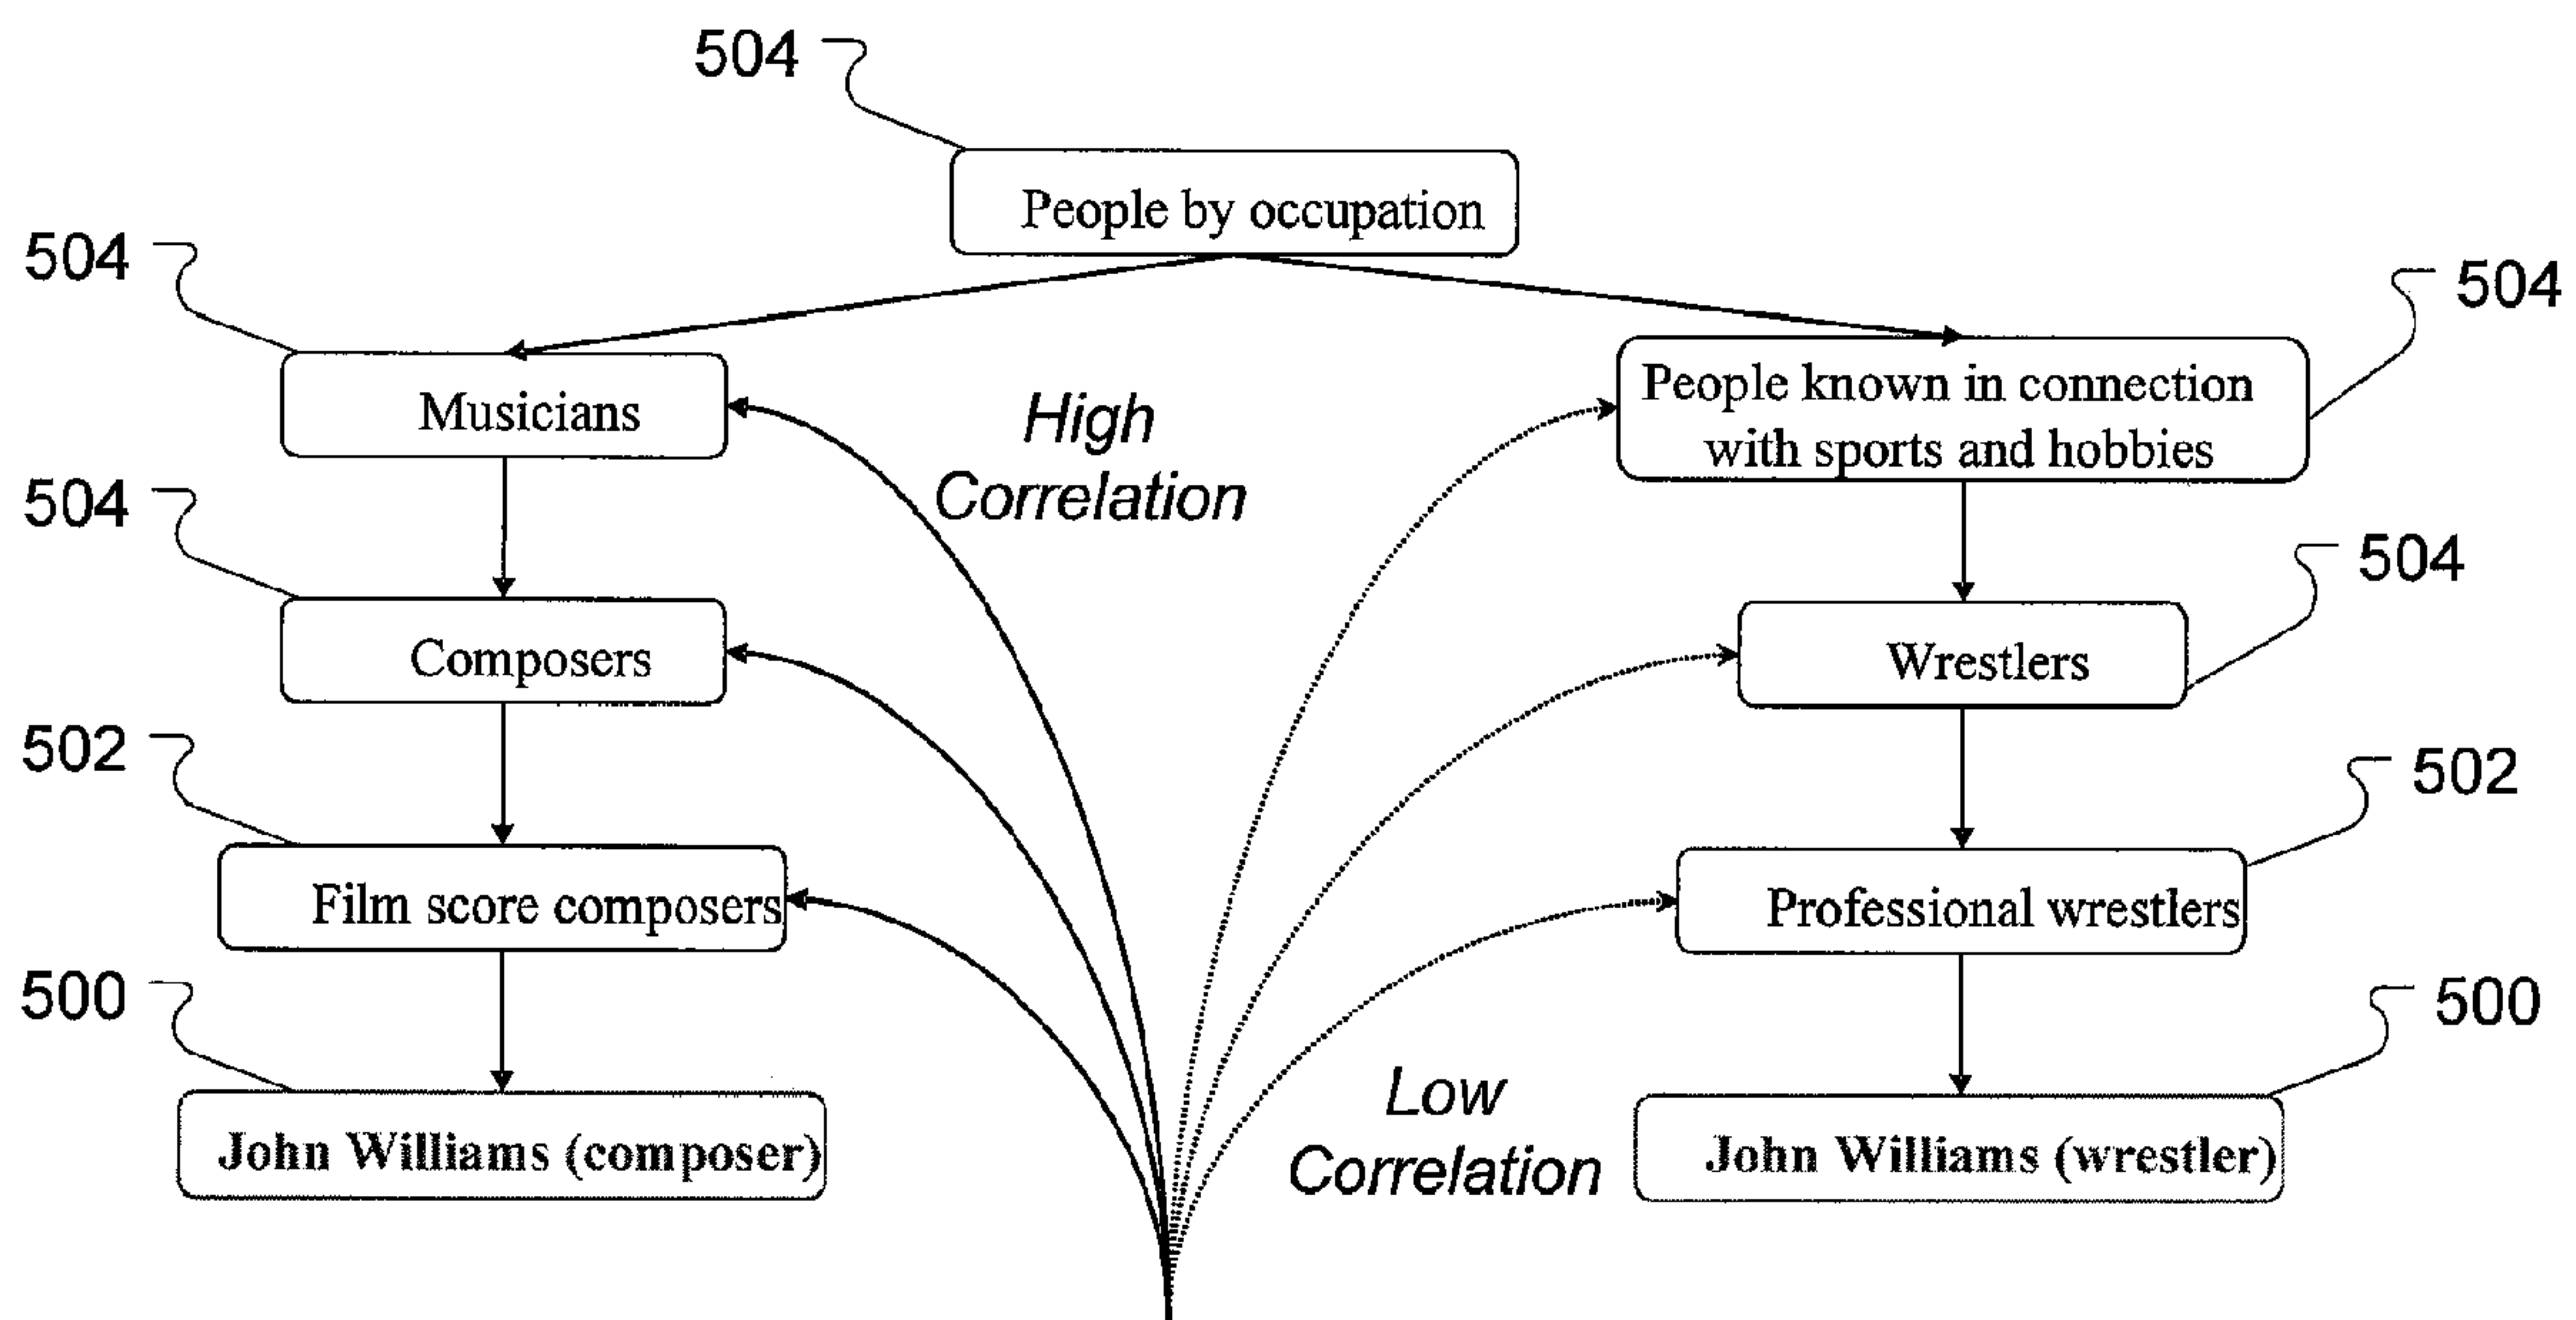 504
People by occupation
504
504
Musicians
High
Correlation
People known in connection
with sports and hobbies
504
504
Composers
Wrestlers
502
502
Film score composers
Professional wrestlers
500
500
Low
Correlation
John Williams (composer)
John Williams (wrestler)